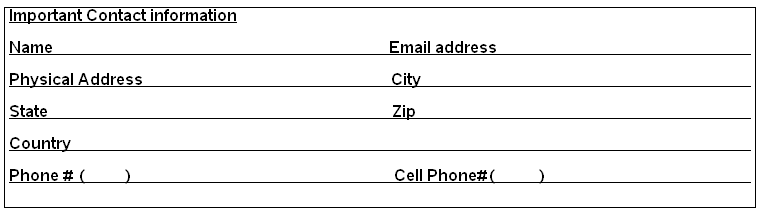 Important Contact information
Name Email address
Physical Address City
State Zip
Country
Phone # ( ) Cell Phone#( )